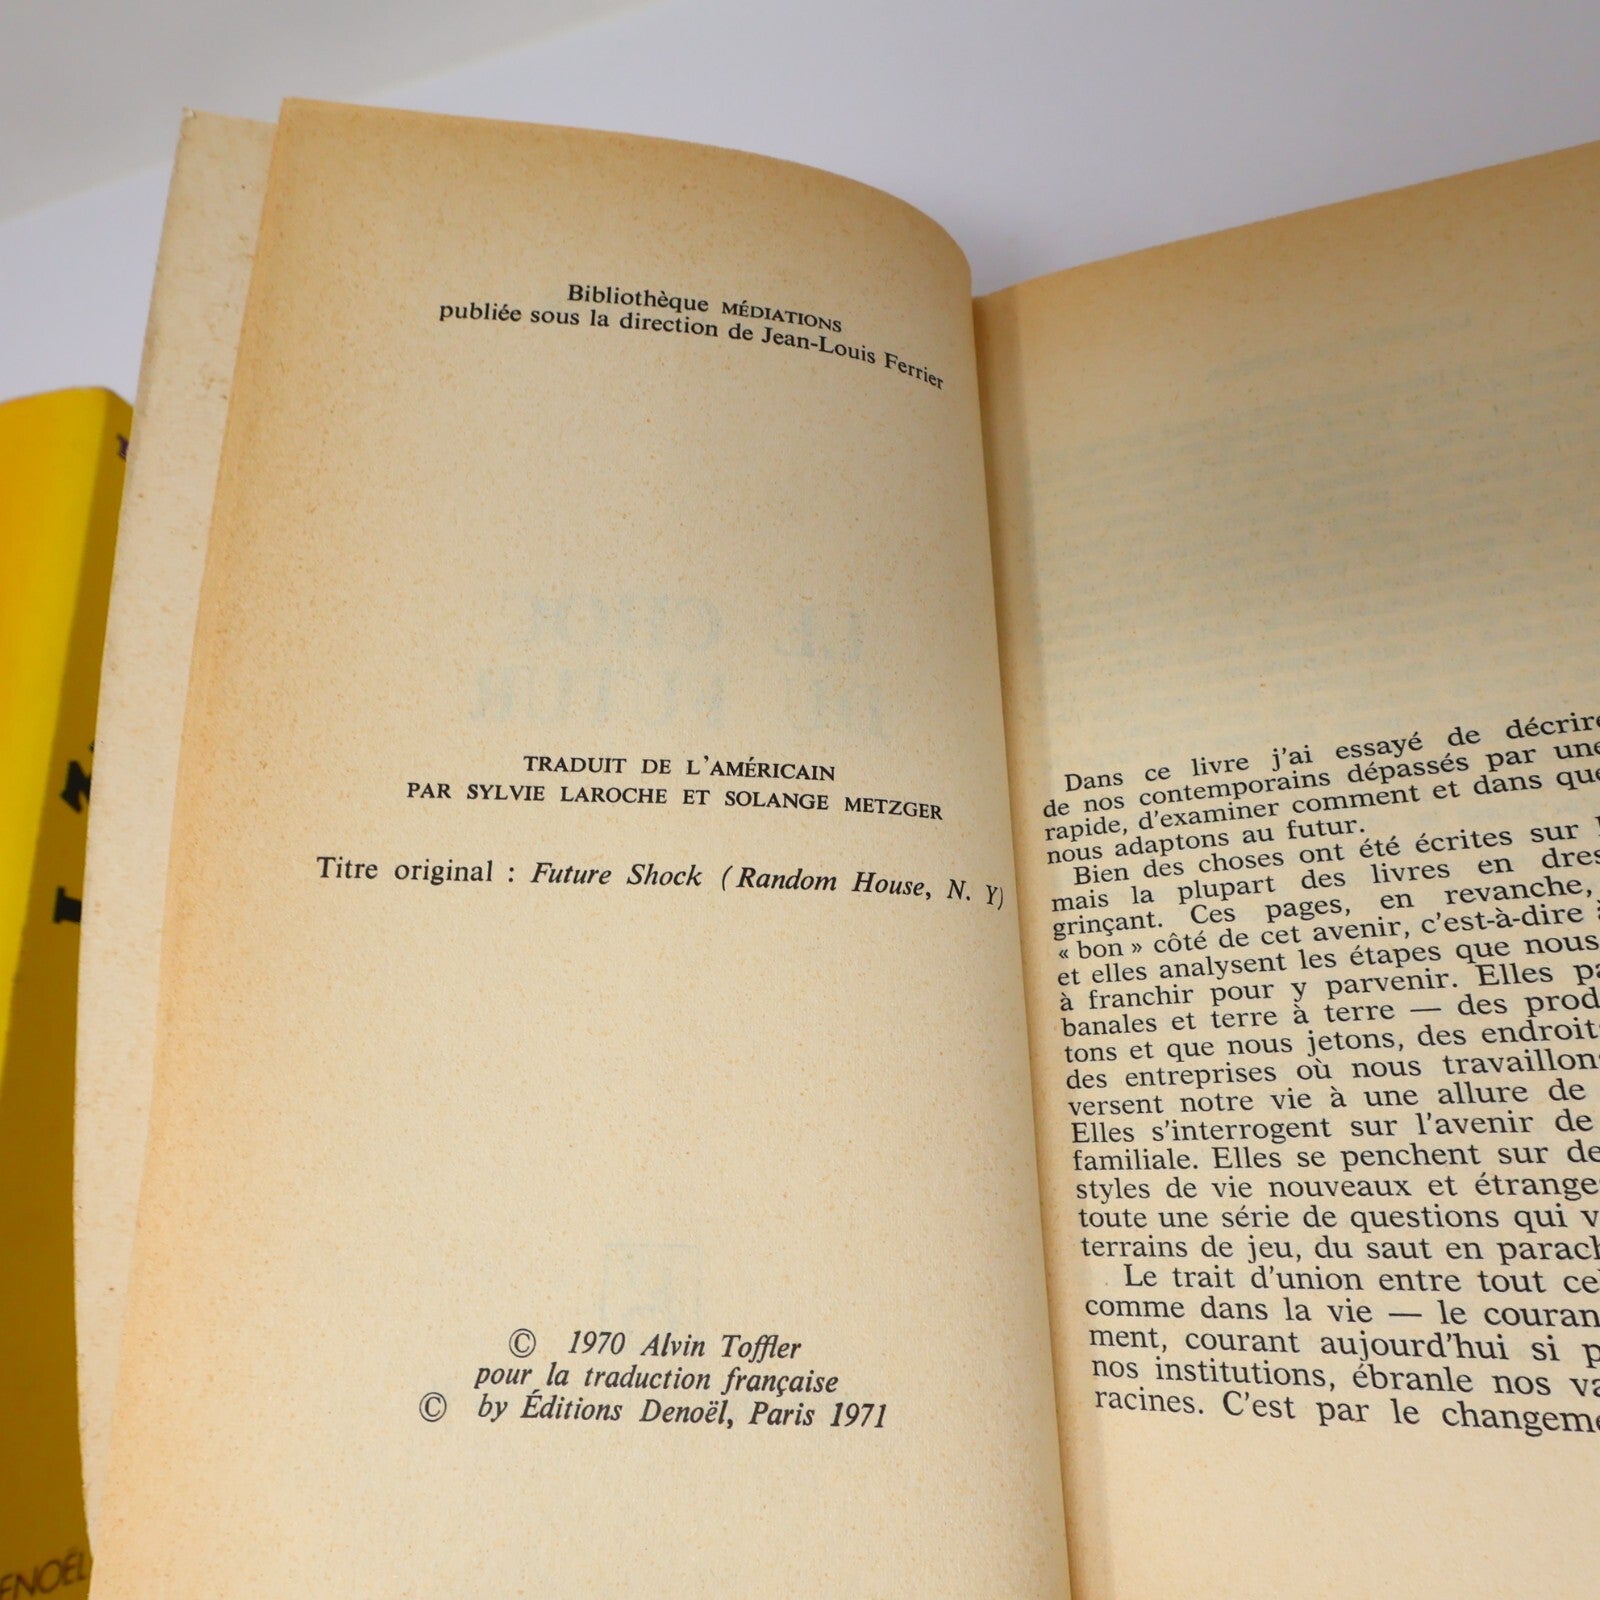 Bibliothèque MÉDIATIONS
publiée sous la direction de Jean-Louis Ferrier
LE CHOC
DU FUTUR
TRADUIT DE L'AMÉRICAIN
PAR SYLVIE LAROCHE ET SOLANGE METZGER
Titre original : Future Shock (Random House, N. Y)
© 1970 Alvin Toffler
pour la traduction française
© by Éditions Denoël, Paris 1971
Dans ce livre j'ai essayé de décrire
de nos contemporains dépassés par une
rapide, d'examiner comment et dans que
nous adaptons au futur.
Bien des choses ont été écrites sur l
mais la plupart des livres en dres
grinçant. Ces pages, en revanche,
« bon » côté de cet avenir, c'est-à-dire
et elles analysent les étapes que nous
à franchir pour y parvenir. Elles pa
banales et terre à terre — des prod
tons et que nous jetons, des endroit
des entreprises où nous travaillons
versent notre vie à une allure de
Elles s'interrogent sur l'avenir de
familiale. Elles se penchent sur de
styles de vie nouveaux et étrange
toute une série de questions qui v
terrains de jeu, du saut en parach
Le trait d'union entre tout cel
comme dans la vie — le couran
ment, courant aujourd'hui si p
nos institutions, ébranle nos va
racines. C'est par le changeme
ENOËL